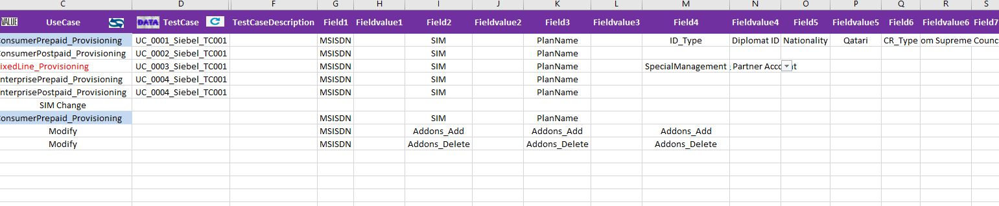 C D F G H I J K L M N O P Q R S
VALUE UseCase DATA TestCase TestCaseDescription Field1 Fieldvalue1 Field2 Fieldvalue2 Field3 Fieldvalue3 Field4 Fieldvalue4 Field5 Fieldvalue5 Field6 Fieldvalue6 Field7
onsumerPrepaid_Provisioning UC_0001_Siebel_TC001 MSISDN SIM PlanName ID_Type Diplomat ID Nationality Qatari CR_Type om Supreme Counc
onsumerPostpaid_Provisioning UC_0002_Siebel_TC001 MSISDN SIM PlanName
ixedLine_Provisioning UC_0003_Siebel_TC001 MSISDN SIM PlanName SpecialManagement Partner Acc t
nterprisePrepaid_Provisioning UC_0004_Siebel_TC001 MSISDN SIM PlanName
nterprisePostpaid_Provisioning UC_0004_Siebel_TC001 MSISDN SIM PlanName
SIM Change
onsumerPrepaid_Provisioning MSISDN SIM PlanName
Modify MSISDN Addons_Add Addons_Add Addons_Add
Modify MSISDN Addons_Delete Addons_Delete Addons_Delete